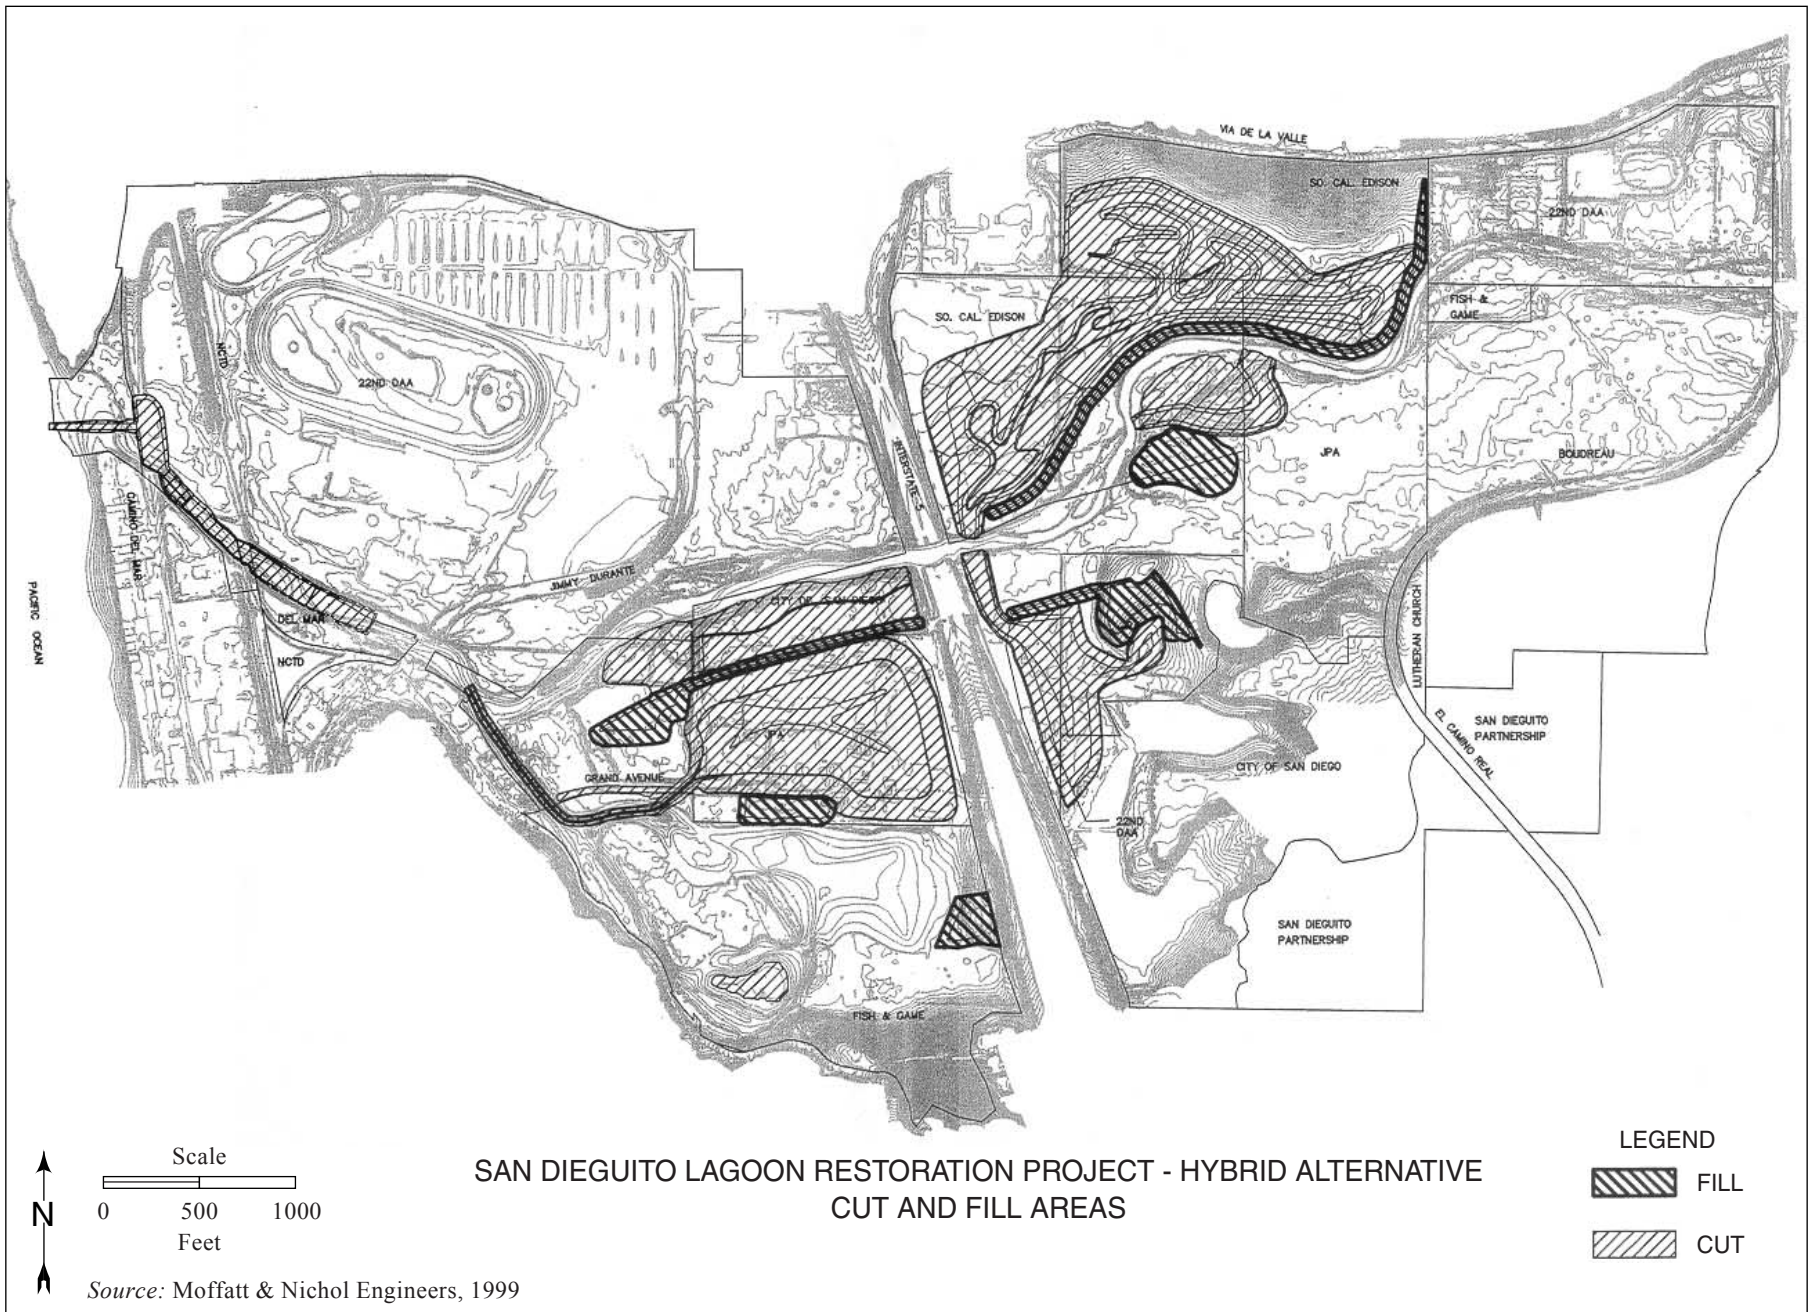 VIA DE LA VALLE
SO. CAL. EDISON
22ND DAA
NCTD
FISH &
GAME
SO. CAL. EDISON
22ND DAA
JPA
BOUDREAU
INTERSTATE 5
CAMINO DEL MAR
PACIFIC OCEAN
JIMMY DURANTE
CITY OF SAN DIEGO
DEL MAR
NCTD
LUTHERAN CHURCH
EL CAMINO REAL
SAN DIEGUITO
PARTNERSHIP
JPA
GRAND AVENUE
CITY OF SAN DIEGO
22ND
DAA
SAN DIEGUITO
PARTNERSHIP
FISH & GAME
LEGEND
FILL
CUT
N
Scale
0 500 1000
Feet
SAN DIEGUITO LAGOON RESTORATION PROJECT - HYBRID ALTERNATIVE
CUT AND FILL AREAS
Source: Moffatt & Nichol Engineers, 1999